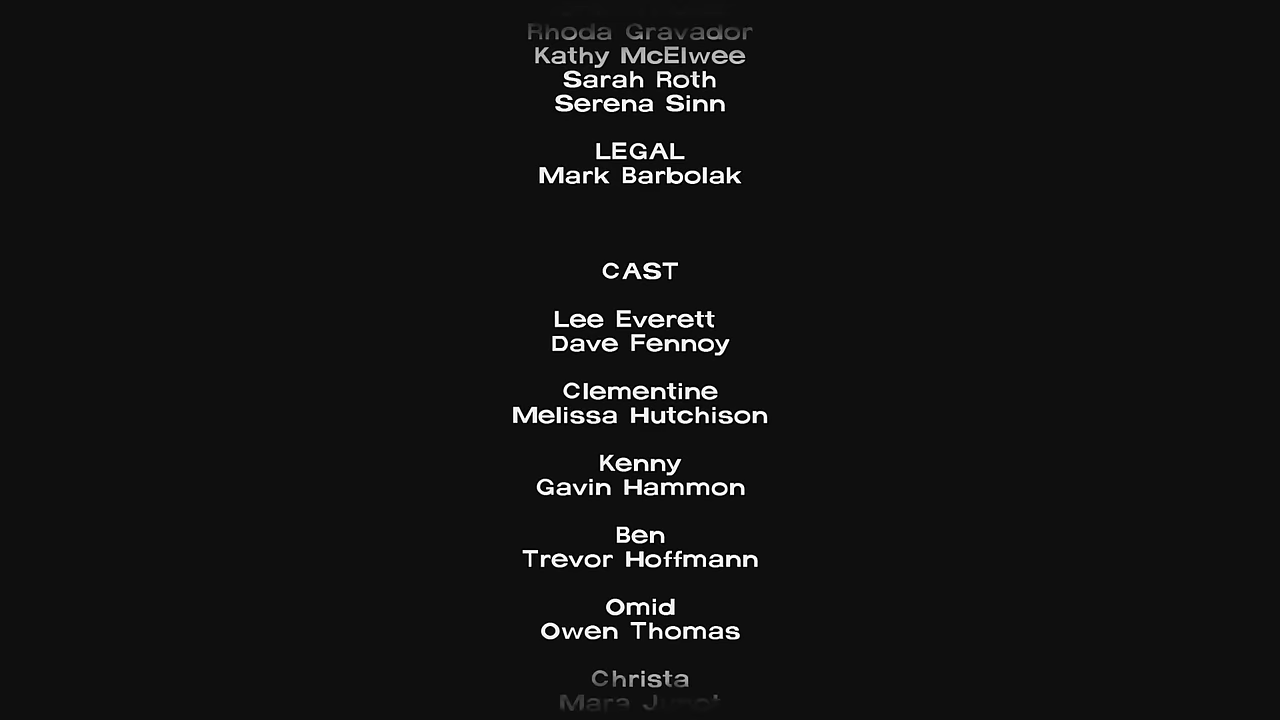 Rhoda Gravador
Kathy McElwee
Sarah Roth
Serena Sinn
LEGAL
Mark Barbolak
CAST
Lee Everett
Dave Fennoy
Clementine
Melissa Hutchison
Kenny
Gavin Hammon
Ben
Trevor Hoffmann
Omid
Owen Thomas
Christa
Mara